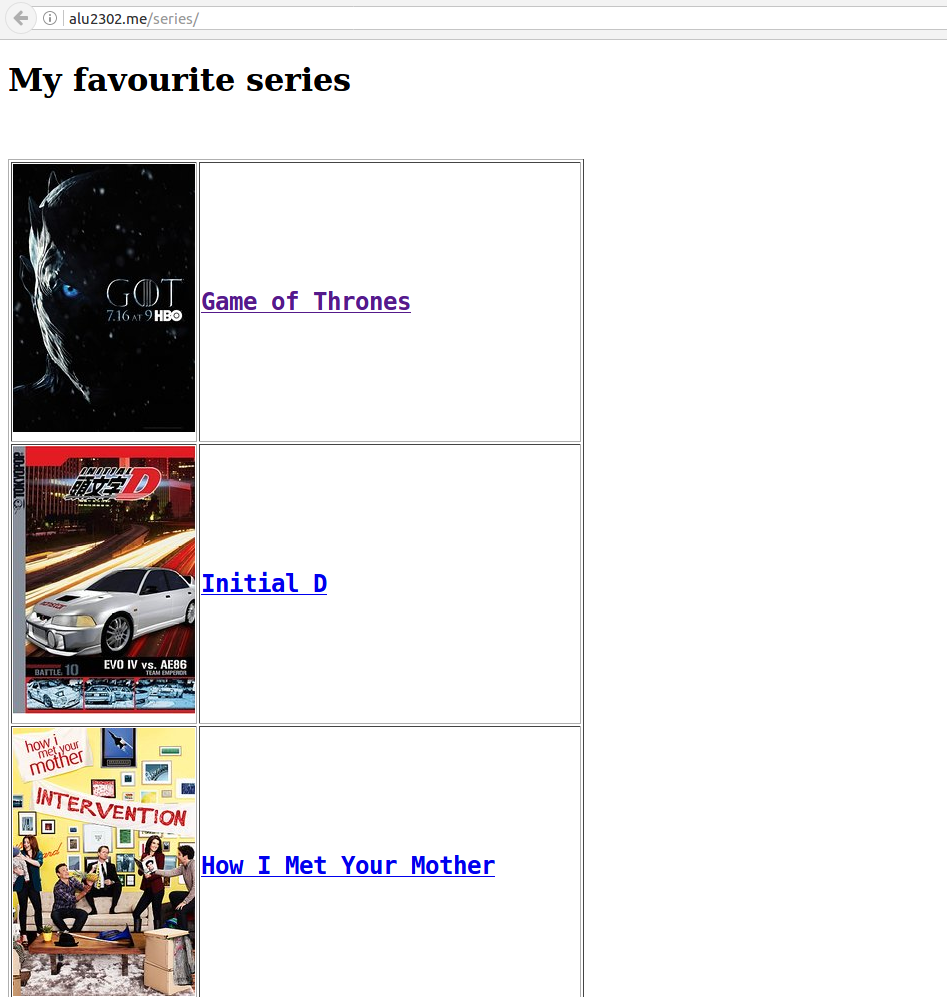 alu2302.me/series/
My favourite series
GOT
7.16 AT 9 HBO
Game of Thrones
TOKYOPOP
INITIAL D
頭文字
EVO IV vs. AE86
BATTLE 10
TEAM EMPEROR
Initial D
how i
met your
mother
INTERVENTION
How I Met Your Mother